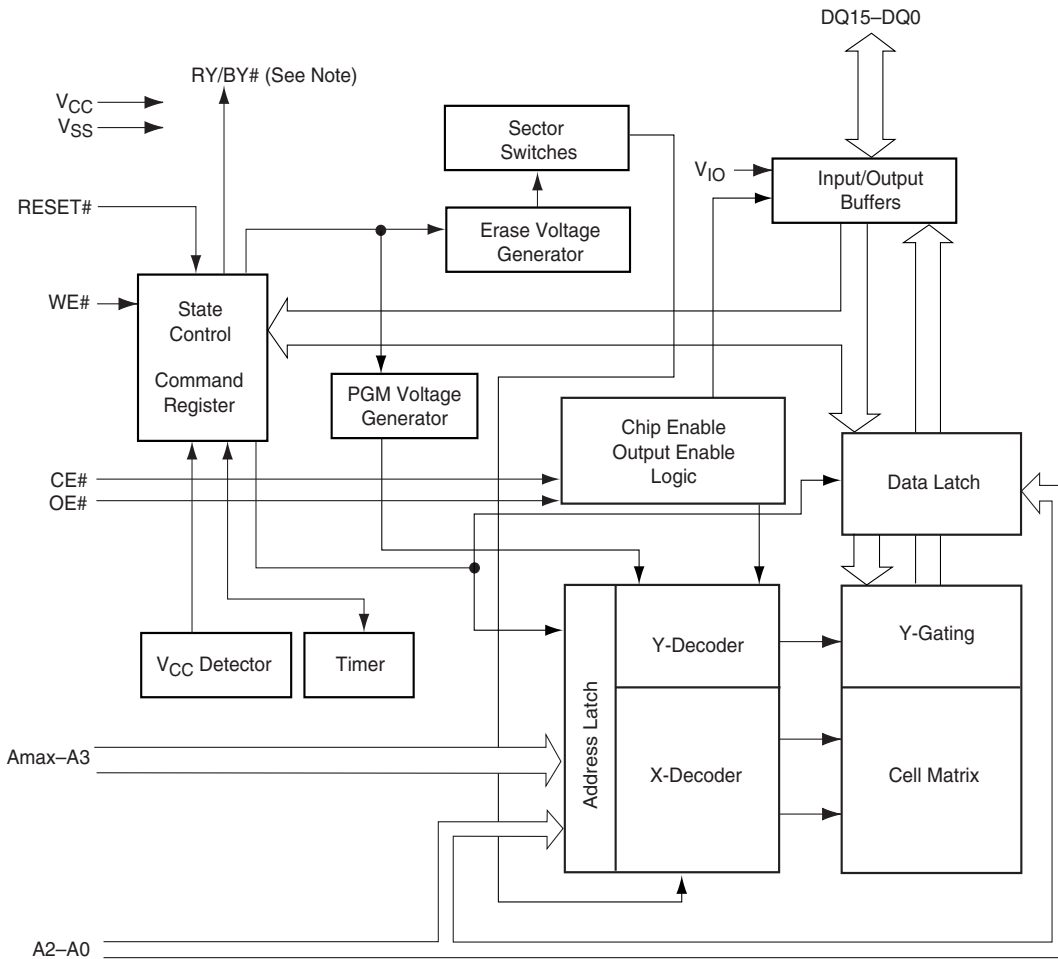 DQ15–DQ0
RY/BY# (See Note)
VCC
VSS
Sector
Switches
VIO
Input/Output
Buffers
RESET#
Erase Voltage
Generator
WE#
State
Control
Command
Register
PGM Voltage
Generator
Chip Enable
Output Enable
Logic
CE#
OE#
Data Latch
VCC Detector
Timer
Address Latch
Y-Decoder
Y-Gating
Amax–A3
X-Decoder
Cell Matrix
A2–A0